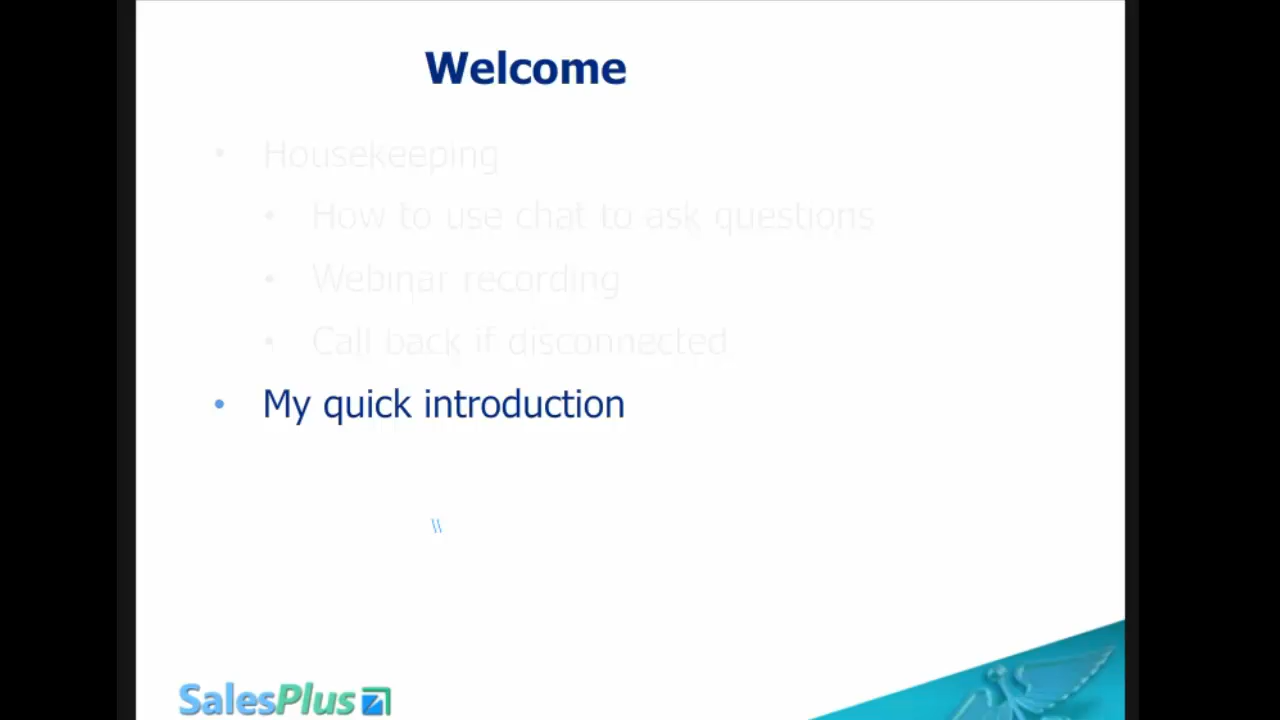 Welcome
• Housekeeping
• How to use chat to ask questions
• Webinar recording
• Call back if disconnected
• My quick introduction
\\
SalesPlus